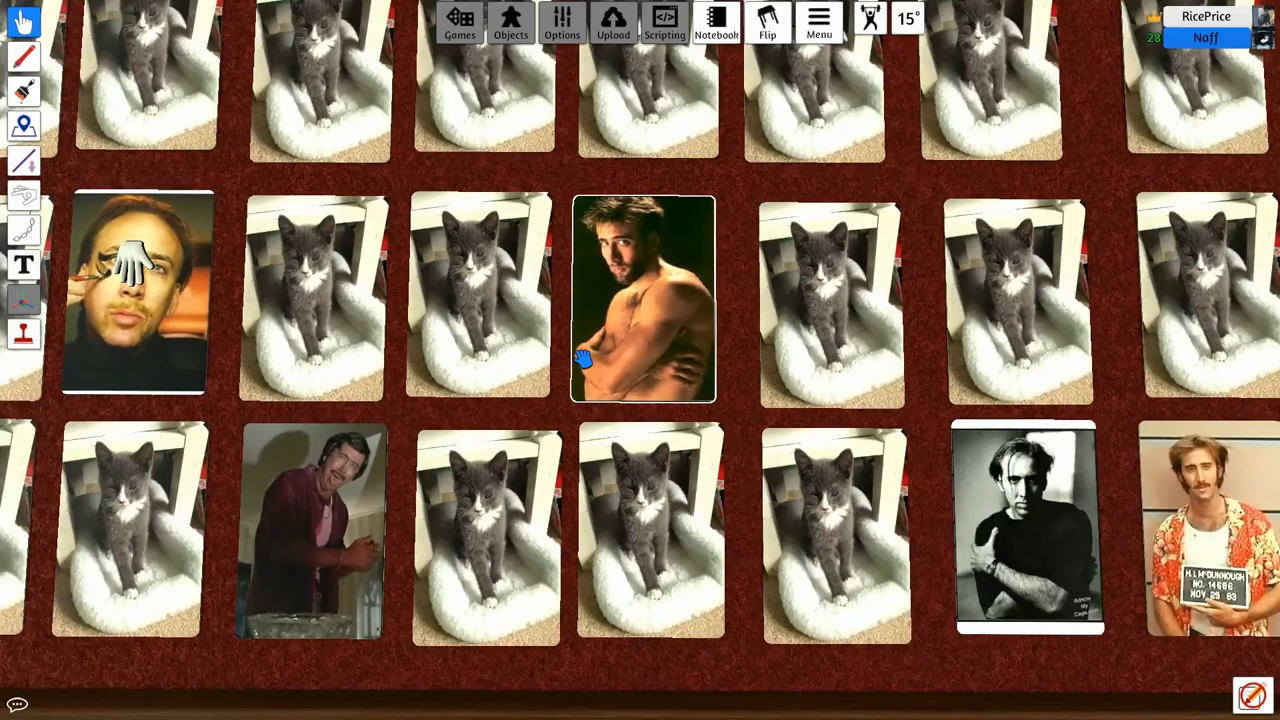 Games
Objects
Options
Upload
Scripting
Notebook
Flip
Menu
15°
RicePrice
28
Naff
T
H.I. McDUNNOUGH
NO. 14686
NOV 29 83